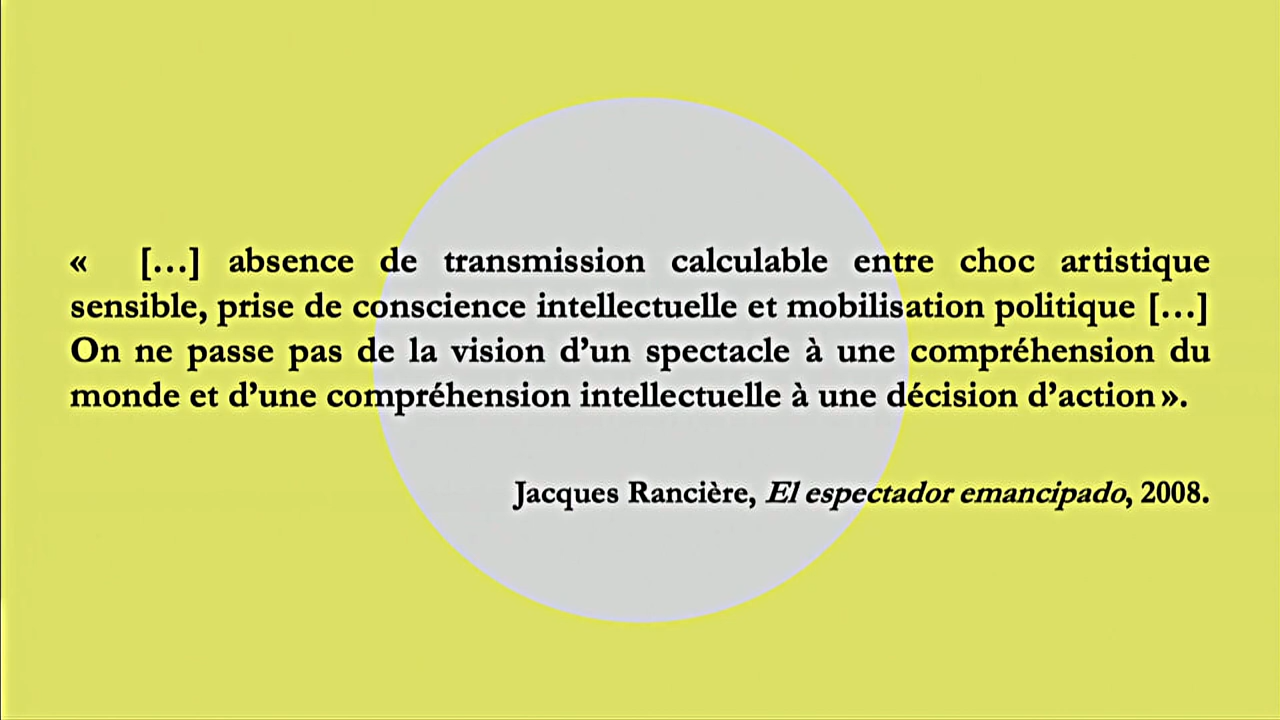 « […] absence de transmission calculable entre choc artistique
sensible, prise de conscience intellectuelle et mobilisation politique […]
On ne passe pas de la vision d’un spectacle à une compréhension du
monde et d’une compréhension intellectuelle à une décision d’action ».
Jacques Rancière, El espectador emancipado, 2008.